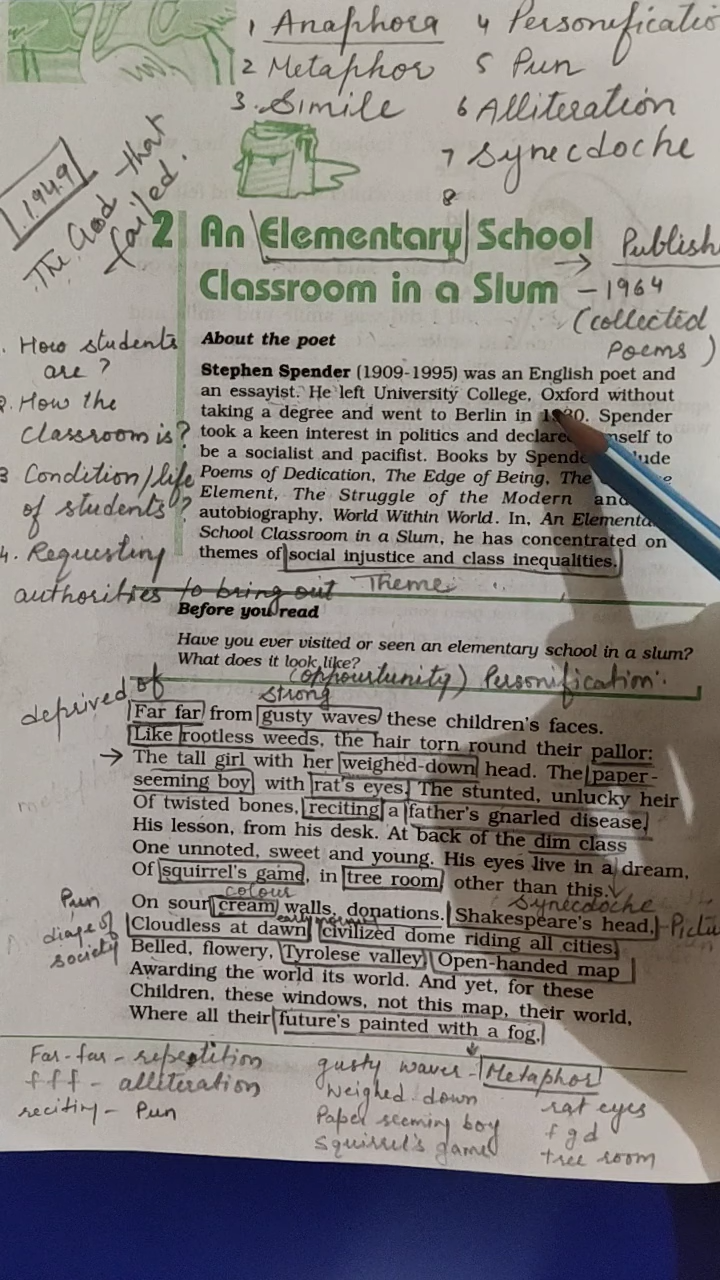 1 Anaphora 4 Personificatio
2 Metaphor 5 Pun
3. Simile 6 Alliteration
7 Synecdoche
8
1949
The God that
failed.
2 An Elementary School
Classroom in a Slum
Publish
→ – 1964
(collected
Poems)
About the poet
Stephen Spender (1909-1995) was an English poet and
an essayist. He left University College, Oxford without
taking a degree and went to Berlin in
Spender
took a keen interest in politics and declared
self to
be a socialist and pacifist. Books by
Poems of Dedication, The Edge of Being, The
Element, The Struggle of the Modern
autobiography, World Within World. In, An
School Classroom in a Slum, he has concentrated on
themes of social injustice and class inequalities.
. How students
are ?
2. How the
classroom is?
3 Condition/life
of students?
4. Requesting
authorities to bring out Theme
Before you read
Have you ever visited or seen an elementary school in a slum?
What does it look like?
(oppourtunity) Personification
deprived of
strong
Far far from gusty waves these children's faces.
Like rootless weeds, the hair torn round their pallor:
→ The tall girl with her weighed-down head. The paper-
seeming boy, with rat's eyes. The stunted, unlucky heir
Of twisted bones, reciting a father's gnarled disease,
His lesson, from his desk. At back of the dim class
One unnoted, sweet and young. His eyes live in a dream,
Of squirrel's game, in tree room, other than this.
colour
Synecdoche
Pun
On sour cream walls, donations. Shakespeare's head,
Cloudless at dawn, civilized dome riding all cities.
society
Belled, flowery, Tyrolese valley. Open-handed map
Awarding the world its world. And yet, for these
Children, these windows, not this map, their world,
Where all their future's painted with a fog,
Far-far – repetition
f f f – alliteration
reciting – Pun
gusty waves – Metaphor
weighed down
Paper seeming boy
Squirrel's game
rat eyes
f g d
tree room